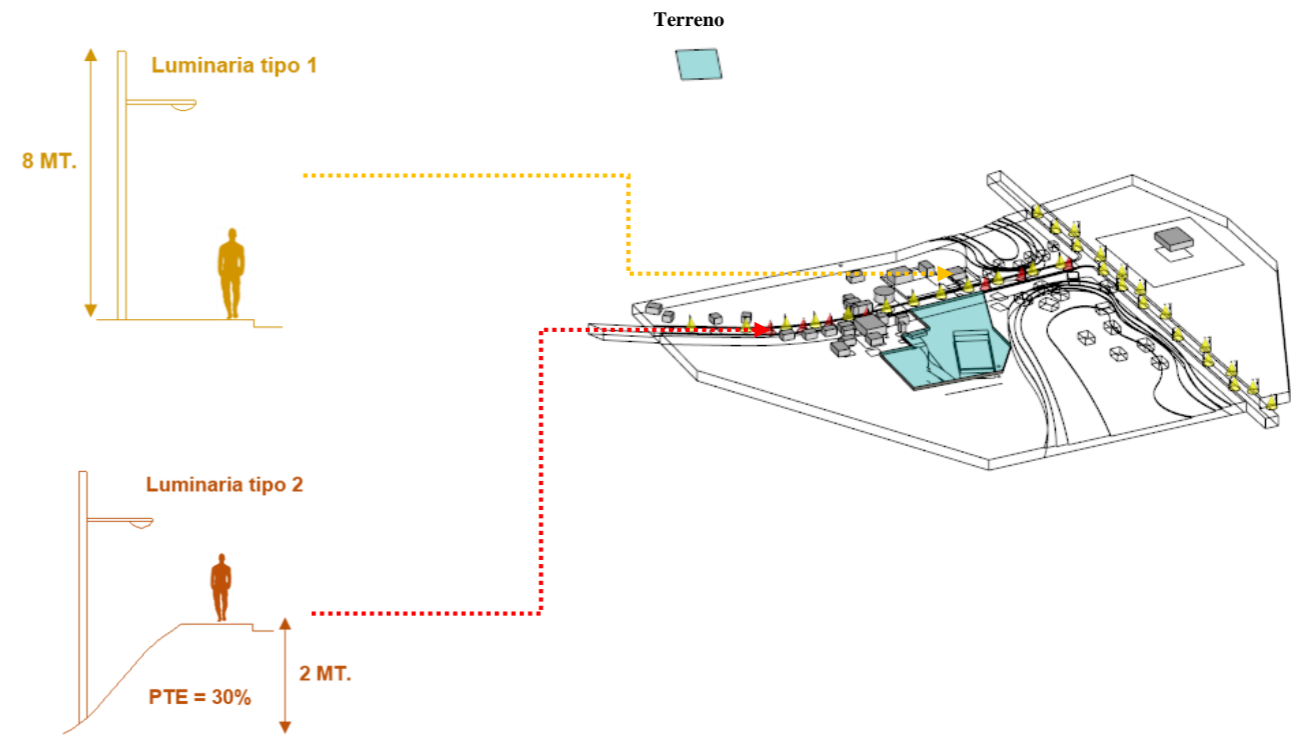 Terreno
Luminaria tipo 1
8 MT.
Luminaria tipo 2
2 MT.
PTE = 30%